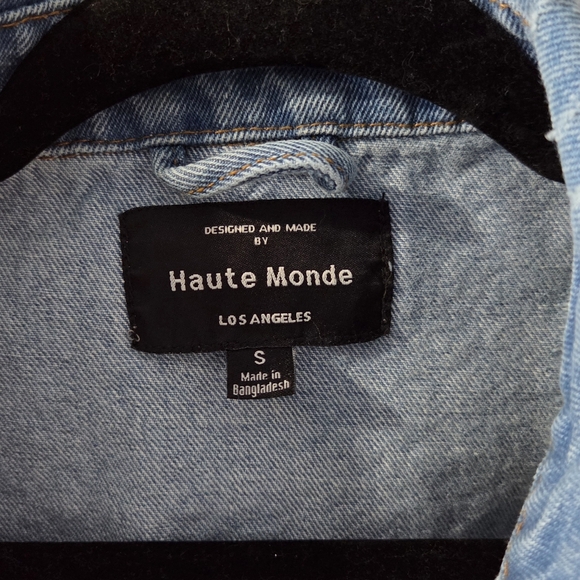 DESIGNED AND MADE
BY
Haute Monde
LOS ANGELES
S
Made in
Bangladesh